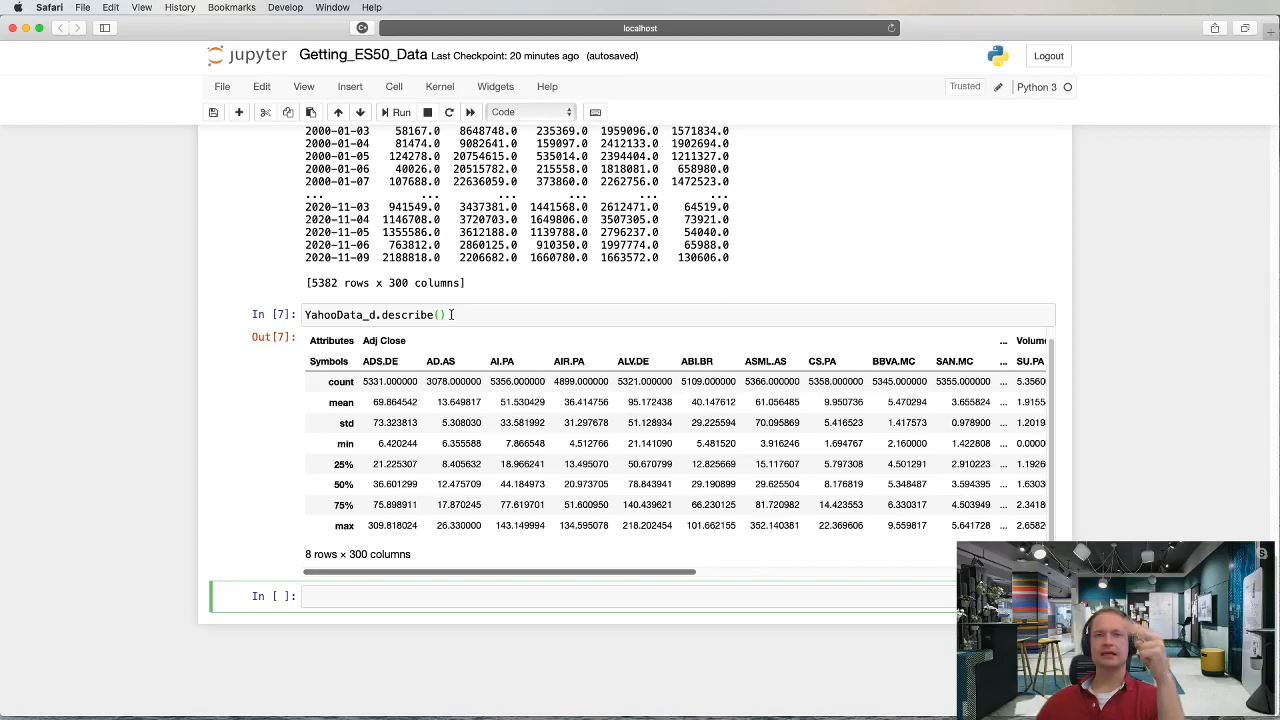 Safari File Edit View History Bookmarks Develop Window Help
localhost
jupyter Getting_ES50_Data Last Checkpoint: 20 minutes ago (autosaved) Logout
File Edit View Insert Cell Kernel Widgets Help Trusted Python 3
Run Code
2000-01-03 58167.0 8648748.0 235369.0 1959096.0 1571834.0
2000-01-04 81474.0 9082641.0 159097.0 2412133.0 1902694.0
2000-01-05 124278.0 20754615.0 535014.0 2394404.0 1211327.0
2000-01-06 40026.0 20515782.0 215558.0 1818081.0 658980.0
2000-01-07 107688.0 22636059.0 373860.0 2262756.0 1472523.0
... ... ... ... ... ...
2020-11-03 941549.0 3437381.0 1441568.0 2612471.0 64519.0
2020-11-04 1146708.0 3720703.0 1649806.0 3507305.0 73921.0
2020-11-05 1355586.0 3612188.0 1139788.0 2796237.0 54040.0
2020-11-06 763812.0 2860125.0 910350.0 1997774.0 65988.0
2020-11-09 2188818.0 2206682.0 1660780.0 1663572.0 130606.0
[5382 rows x 300 columns]
In [7]: YahooData_d.describe()
Out[7]:
Attributes Adj Close ... Volume
Symbols ADS.DE AD.AS AI.PA AIR.PA ALV.DE ABI.BR ASML.AS CS.PA BBVA.MC SAN.MC ... SU.PA
count 5331.000000 3078.000000 5356.000000 4899.000000 5321.000000 5109.000000 5366.000000 5358.000000 5345.000000 5355.000000 ... 5.3560
mean 69.864542 13.649817 51.530429 36.414756 95.172438 40.147612 61.056485 9.950736 5.470294 3.655824 ... 1.9155
std 73.323813 5.308030 33.581992 31.297678 51.128934 29.225594 70.095869 5.416523 1.417573 0.978900 ... 1.2019
min 6.420244 6.355588 7.866548 4.512766 21.141090 5.481520 3.916246 1.694767 2.160000 1.422808 ... 0.0000
25% 21.225307 8.405632 18.966241 13.495070 50.670799 12.825669 15.117607 5.797308 4.501291 2.910223 ... 1.1926
50% 36.601299 12.475709 44.184973 20.973705 78.843941 29.190899 29.625504 8.176819 5.348487 3.594395 ... 1.6303
75% 75.898911 17.870245 77.619701 51.600950 140.439621 66.230125 81.720982 14.423553 6.330317 4.503949 ... 2.3418
max 309.818024 26.330000 143.149994 134.595078 218.202454 101.662155 352.140381 22.369606 9.559817 5.641728 ... 2.6582
8 rows × 300 columns
In [ ]: